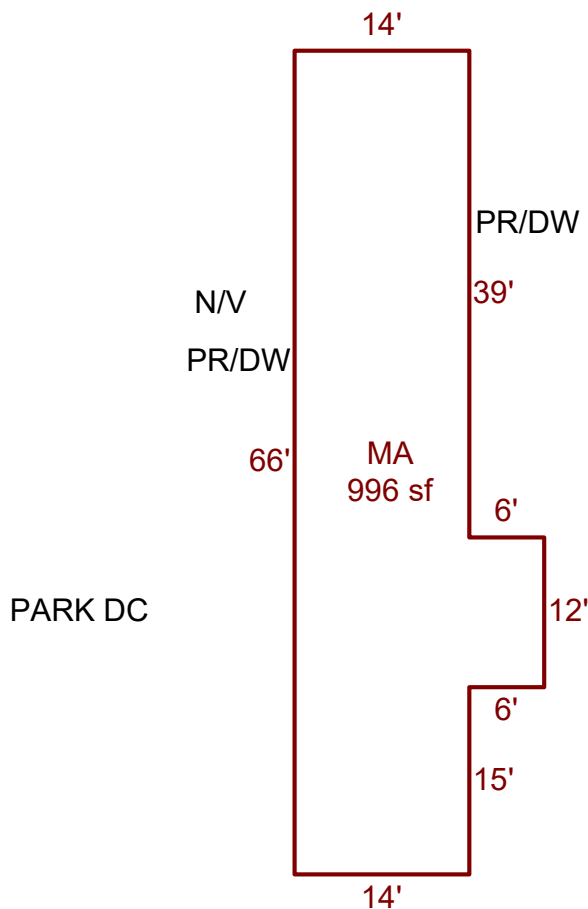 14'
PR/DW
39'
N/V
PR/DW
66'
MA
996 sf
6'
PARK DC
12'
6'
15'
14'